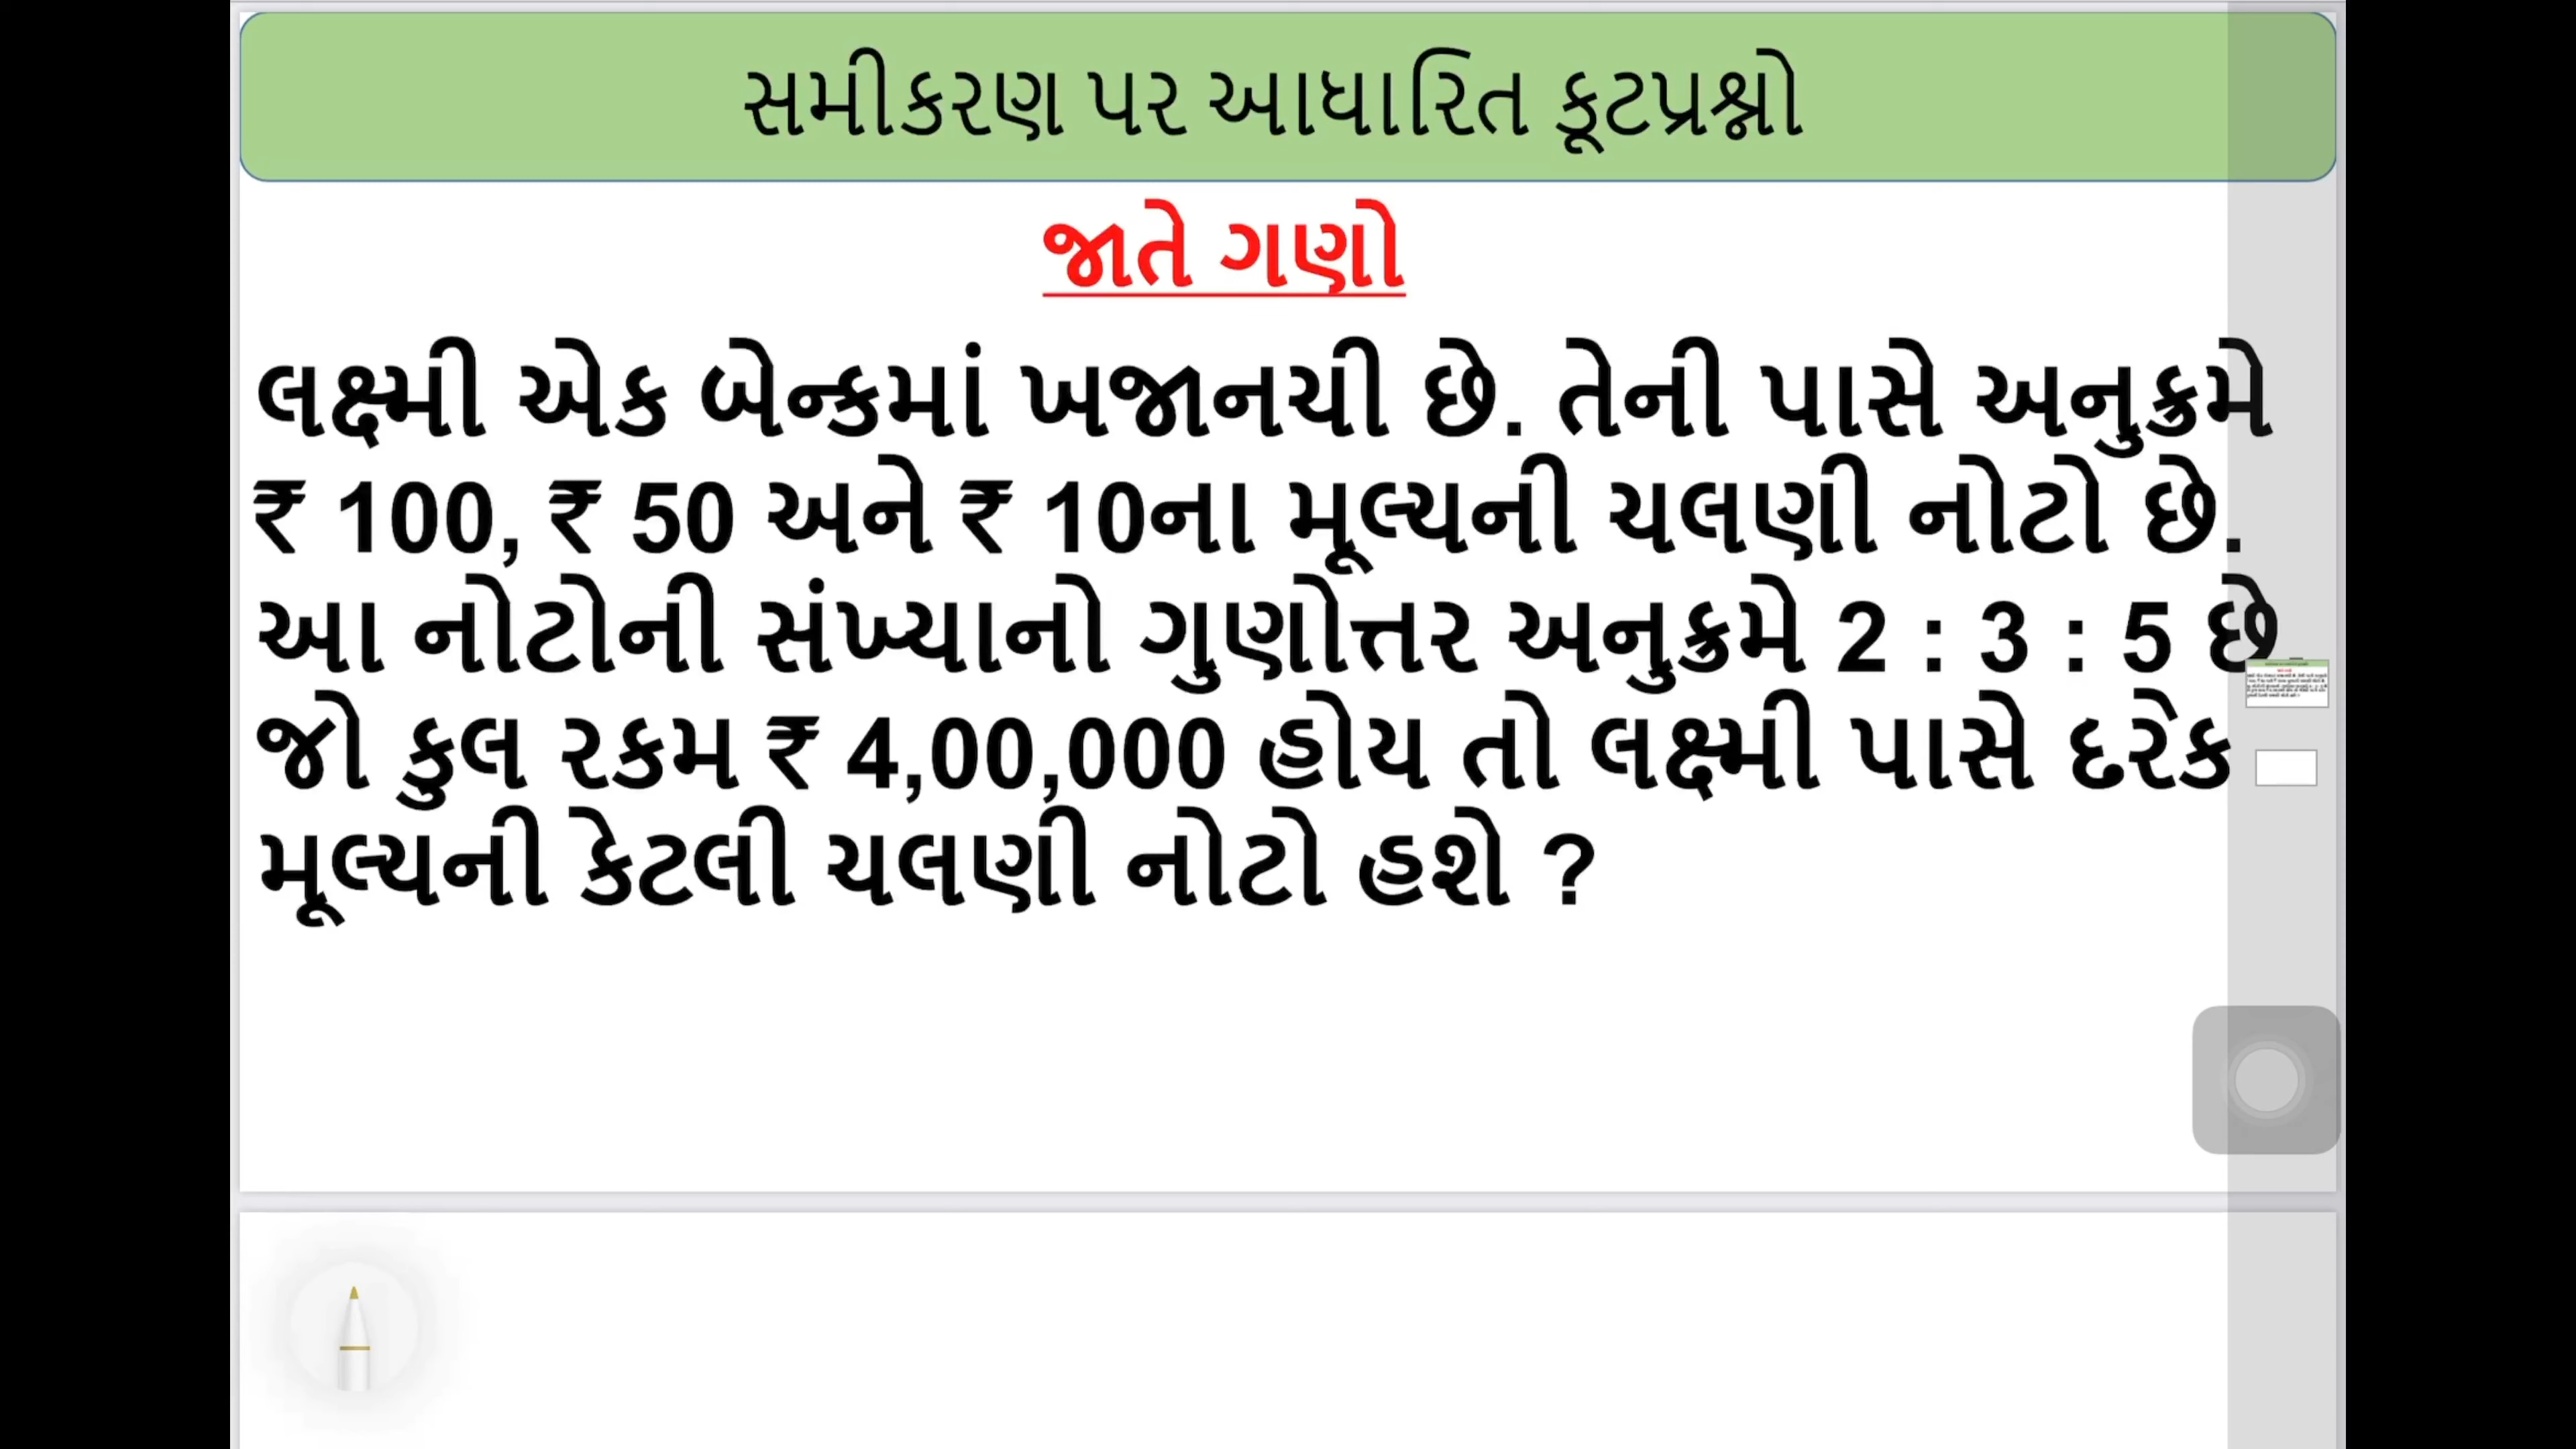 સમીકરણ પર આધારિત કૂટપ્રશ્નો
જાતે ગણો
લક્ષ્મી એક બેન્કમાં ખજાનચી છે. તેની પાસે અનુક્રમે
₹ 100, ₹ 50 અને ₹ 10ના મૂલ્યની ચલણી નોટો છે.
આ નોટોની સંખ્યાનો ગુણોત્તર અનુક્રમે 2 : 3 : 5 છે
જો કુલ રકમ ₹ 4,00,000 હોય તો લક્ષ્મી પાસે દરેક
મૂલ્યની કેટલી ચલણી નોટો હશે ?